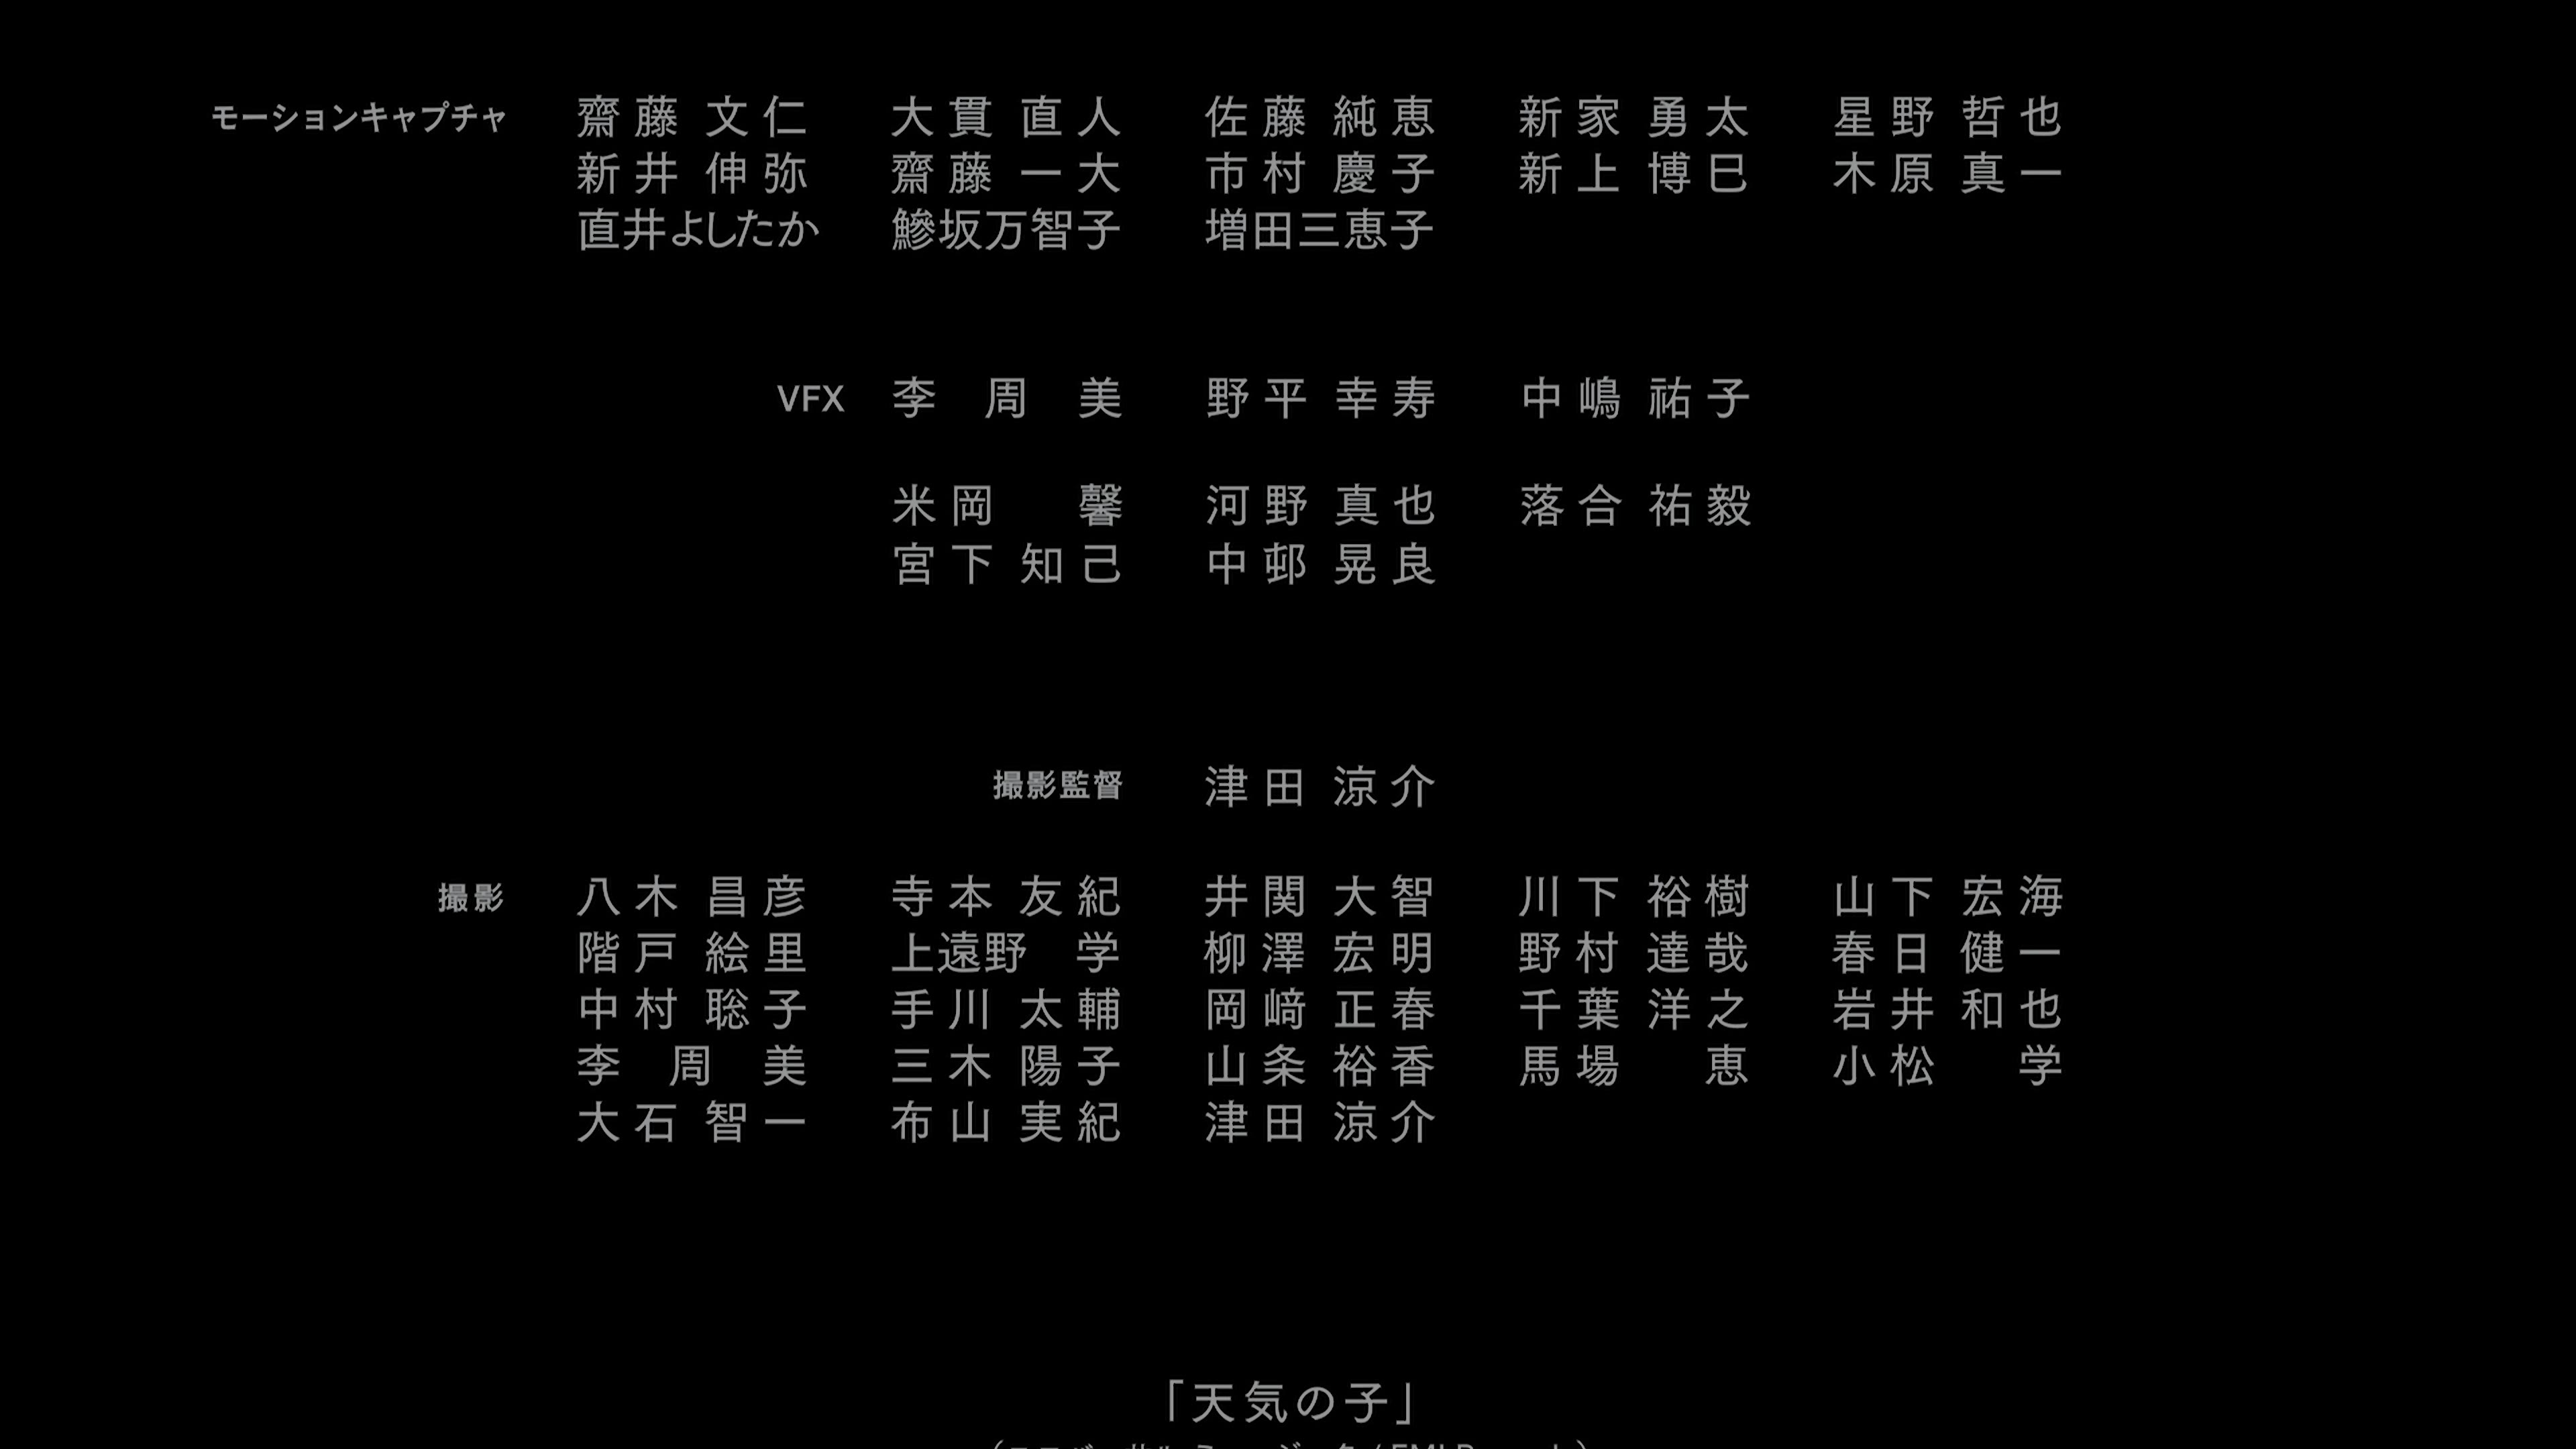 モーションキャプチャ 齋藤 文仁 大貫 直人 佐藤 純恵 新家 勇太 星野 哲也
新井 伸弥 齋藤 一大 市村 慶子 新上 博巳 木原 真一
直井よしたか 鰺坂万智子 増田三恵子
VFX 李 周 美 野平 幸寿 中嶋 祐子
米岡 馨 河野 真也 落合 祐毅
宮下 知己 中邨 晃良
撮影監督 津田 涼介
撮影 八木 昌彦 寺本 友紀 井関 大智 川下 裕樹 山下 宏海
階戸 絵里 上遠野 学 柳澤 宏明 野村 達哉 春日 健一
中村 聡子 手川 太輔 岡﨑 正春 千葉 洋之 岩井 和也
李 周 美 三木 陽子 山条 裕香 馬場 恵 小松 学
大石 智一 布山 実紀 津田 涼介
「天気の子」